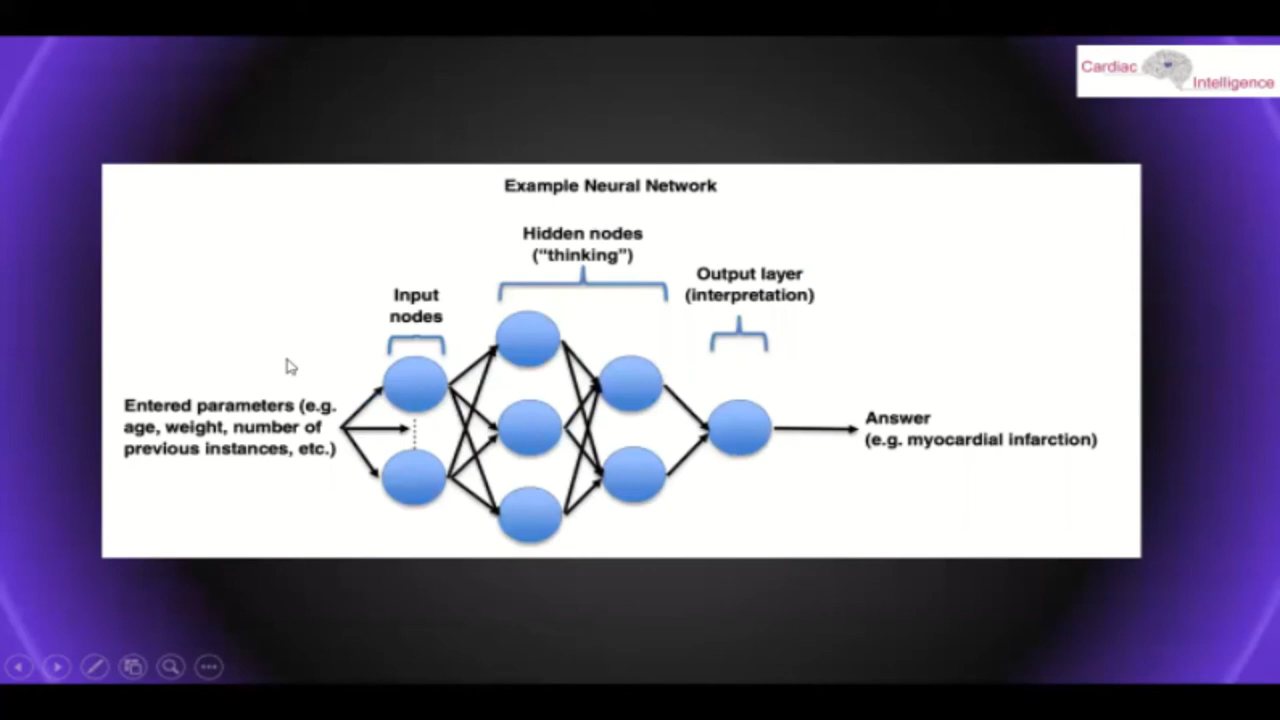 Cardiac
Intelligence
Example Neural Network
Hidden nodes
("thinking")
Output layer
(interpretation)
Input
nodes
Entered parameters (e.g.
age, weight, number of
previous instances, etc.)
Answer
(e.g. myocardial infarction)